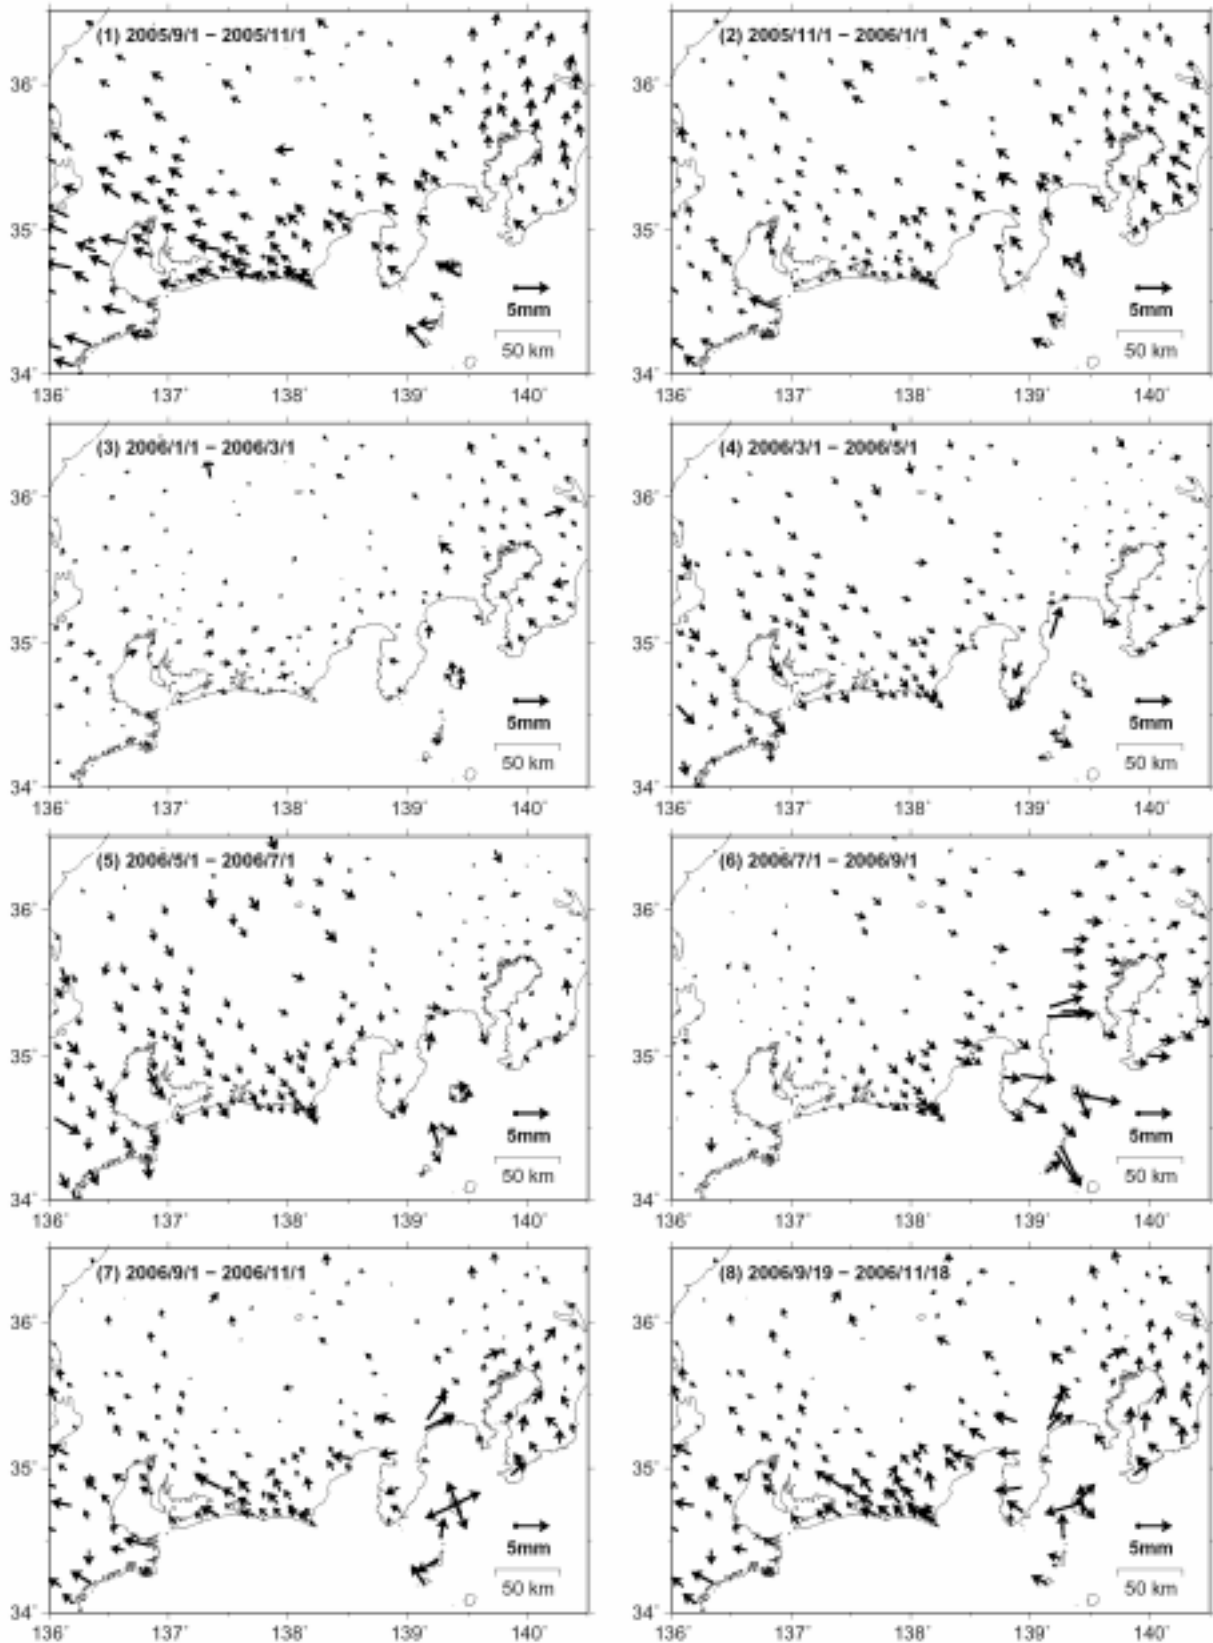 (1) 2005/9/1 – 2005/11/1
36°
35°
34°
5mm
50 km
136 137 138 139 140
(2) 2005/11/1 – 2006/1/1
36°
35°
34°
5mm
50 km
136 137 138 139 140
(3) 2006/1/1 – 2006/3/1
36°
35°
34°
5mm
50 km
136° 137 138 139 140
(4) 2006/3/1 – 2006/5/1
36°
35°
34°
5mm
50 km
136° 137 138 139 140
(5) 2006/5/1 – 2006/7/1
36°
35°
34°
5mm
50 km
136° 137 138 139 140
(6) 2006/7/1 – 2006/9/1
36°
35°
34°
5mm
50 km
136° 137 138 139 140
(7) 2006/9/1 – 2006/11/1
36°
35°
34°
5mm
50 km
136 137 138 139 140
(8) 2006/9/19 – 2006/11/18
36°
35°
34°
5mm
50 km
136 137 138 139 140